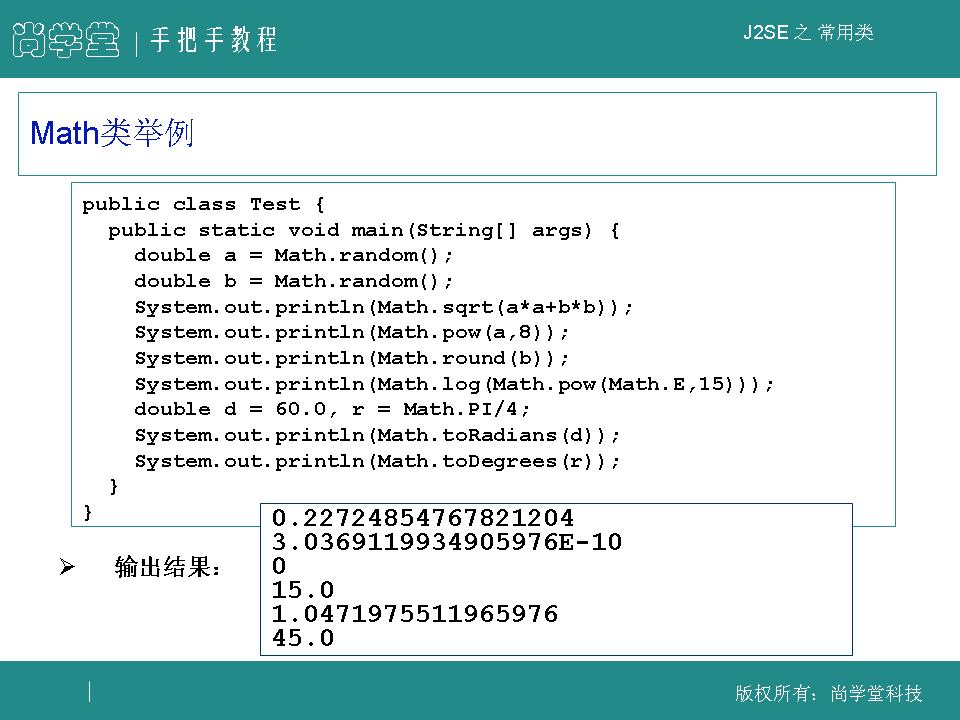 尚学堂 | 手把手教程
J2SE 之 常用类
Math类举例
public class Test {
  public static void main(String[] args) {
    double a = Math.random();
    double b = Math.random();
    System.out.println(Math.sqrt(a*a+b*b));
    System.out.println(Math.pow(a,8));
    System.out.println(Math.round(b));
    System.out.println(Math.log(Math.pow(Math.E,15)));
    double d = 60.0, r = Math.PI/4;
    System.out.println(Math.toRadians(d));
    System.out.println(Math.toDegrees(r));
  }
}
➢ 输出结果：
0.22724854767821204
3.0369119934905976E-10
0
15.0
1.0471975511965976
45.0
版权所有：尚学堂科技